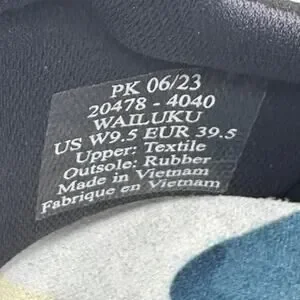 PK 06/23
20478 - 4040
WAILUKU
US W9.5 EUR 39.5
Upper: Textile
Outsole: Rubber
Made in Vietnam
Fabrique en Vietnam